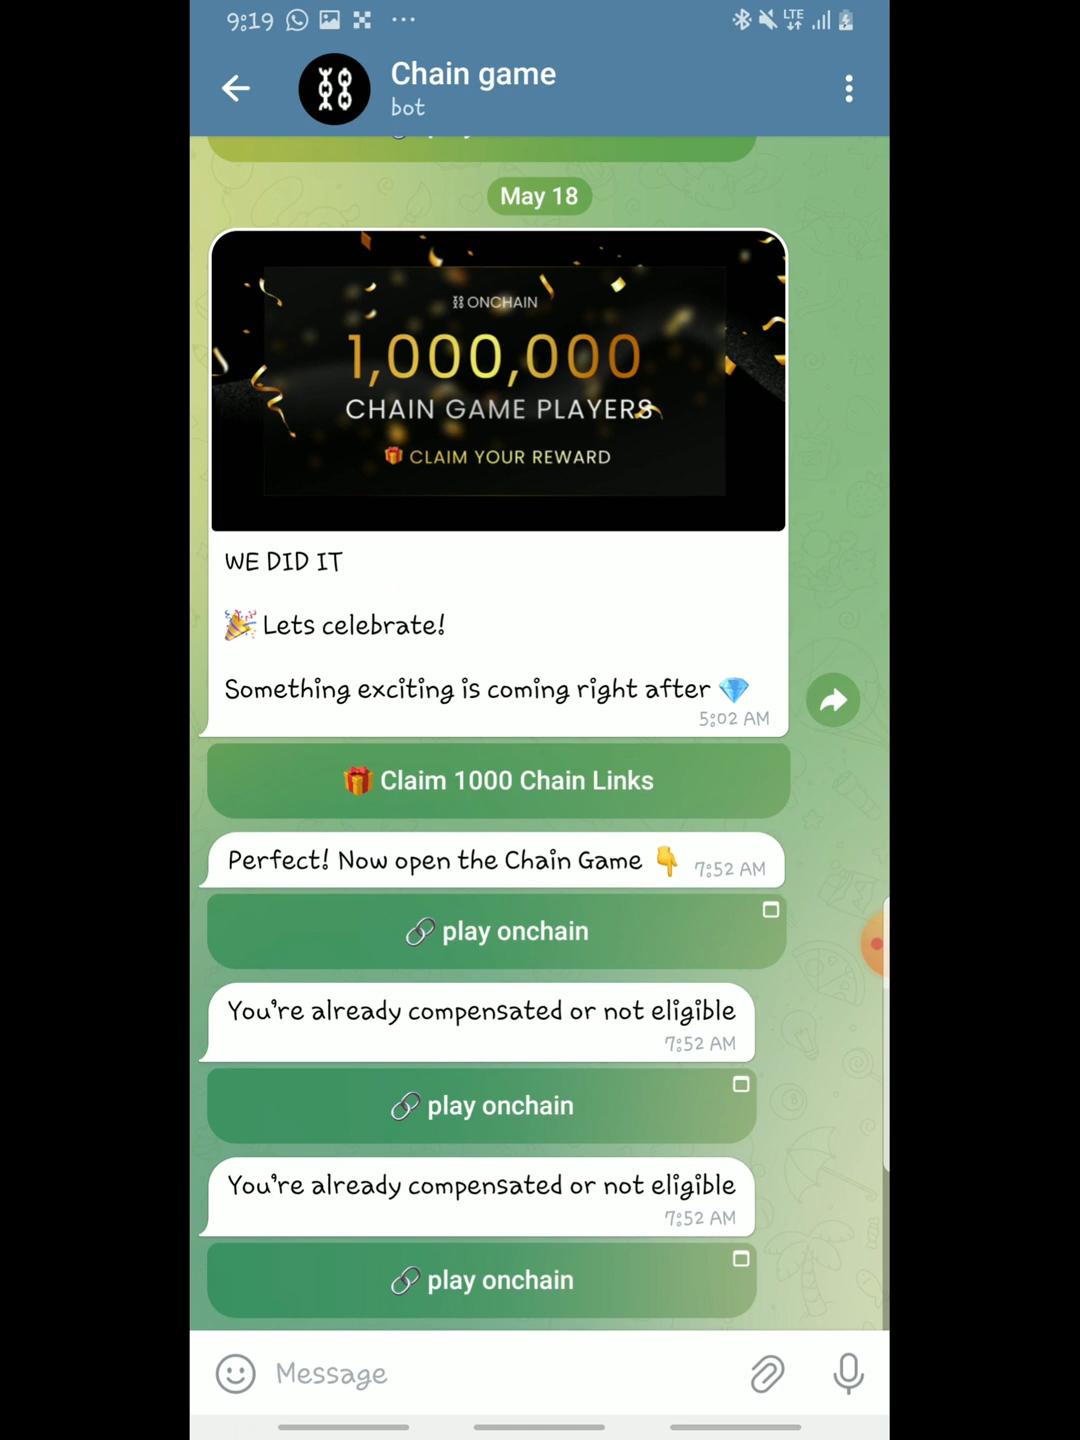 9:19
LTE
Chain game
bot
May 18
ONCHAIN
1,000,000
CHAIN GAME PLAYERS
🎁 CLAIM YOUR REWARD
WE DID IT
🎉 Lets celebrate!
Something exciting is coming right after 💎
5:02 AM
🎁 Claim 1000 Chain Links
Perfect! Now open the Chain Game 👇 7:52 AM
🔗 play onchain
You're already compensated or not eligible
7:52 AM
🔗 play onchain
You're already compensated or not eligible
7:52 AM
🔗 play onchain
Message